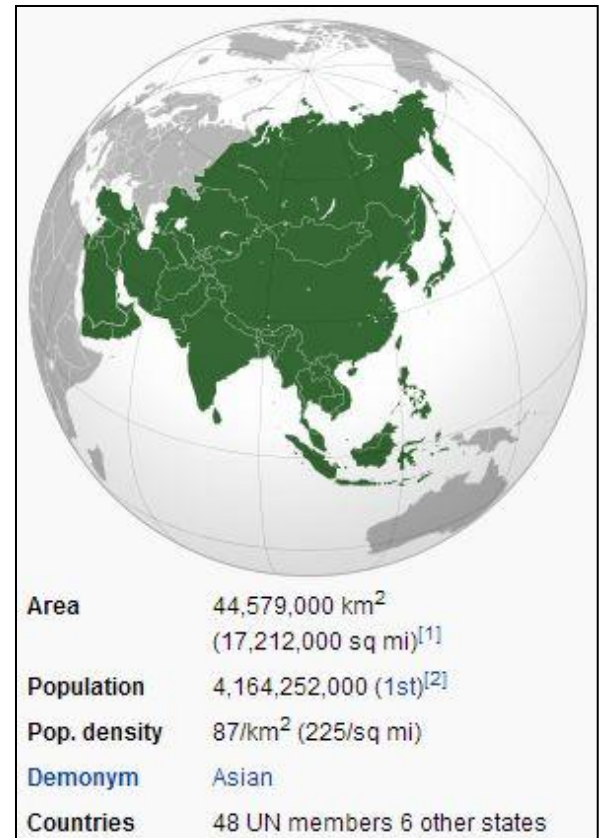 Area 44,579,000 km2
(17,212,000 sq mi)[1]
Population 4,164,252,000 (1st)[2]
Pop. density 87/km2 (225/sq mi)
Demonym Asian
Countries 48 UN members 6 other states